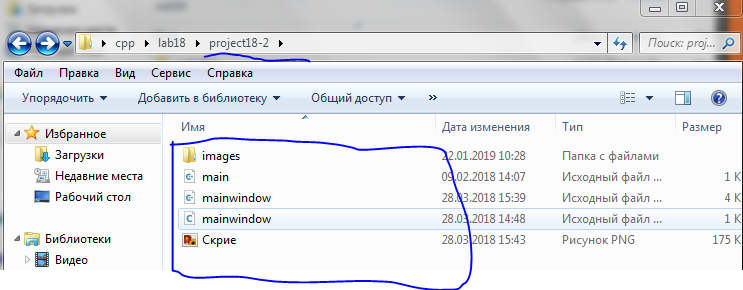 cpp ▸ lab18 ▸ project18-2 ▸ Поиск: proj...
Файл Правка Вид Сервис Справка
Упорядочить Добавить в библиотеку Общий доступ »
Имя Дата изменения Тип Размер
Избранное
Загрузки
Недавние места
Рабочий стол
Библиотеки
Видео
images 22.01.2019 10:28 Папка с файлами
main 09.02.2018 14:07 Исходный файл ... 1 К
mainwindow 28.03.2018 15:39 Исходный файл ... 4 К
mainwindow 28.03.2018 14:48 Исходный файл ... 1 К
Скрие 28.03.2018 15:43 Рисунок PNG 175 К